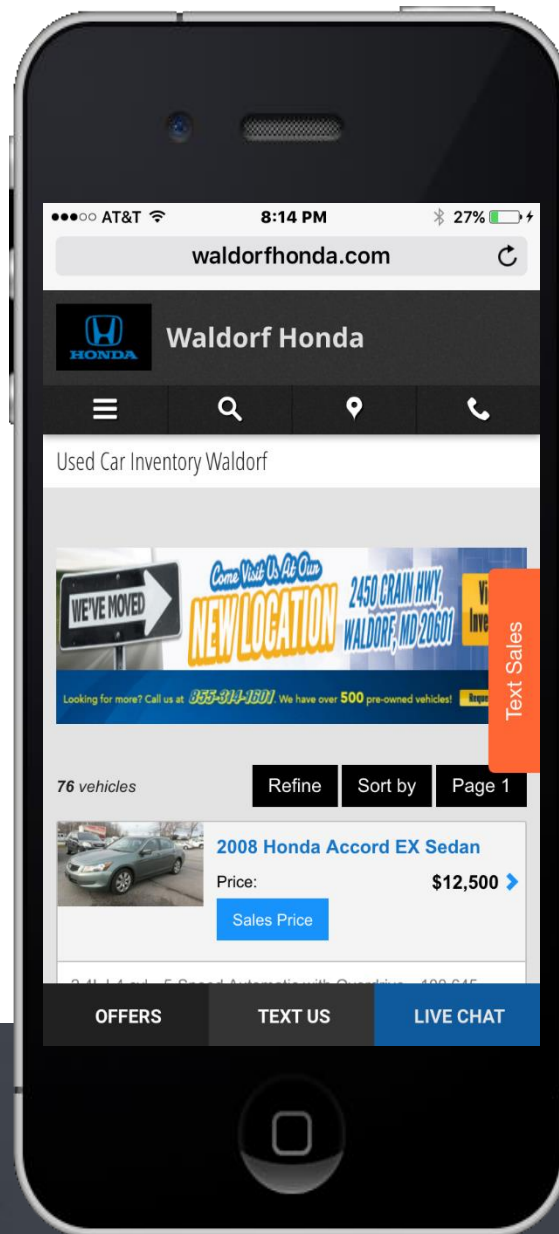 AT&T 8:14 PM 27%
waldorfhonda.com
HONDA
Waldorf Honda
Used Car Inventory Waldorf
WE'VE MOVED
Come Visit Us At Our
NEW LOCATION
2450 CRAIN HWY,
WALDORF, MD 20601
Looking for more? Call us at 855-314-1601. We have over 500 pre-owned vehicles!
Text Sales
76 vehicles Refine Sort by Page 1
2008 Honda Accord EX Sedan
Price: $12,500
Sales Price
OFFERS TEXT US LIVE CHAT